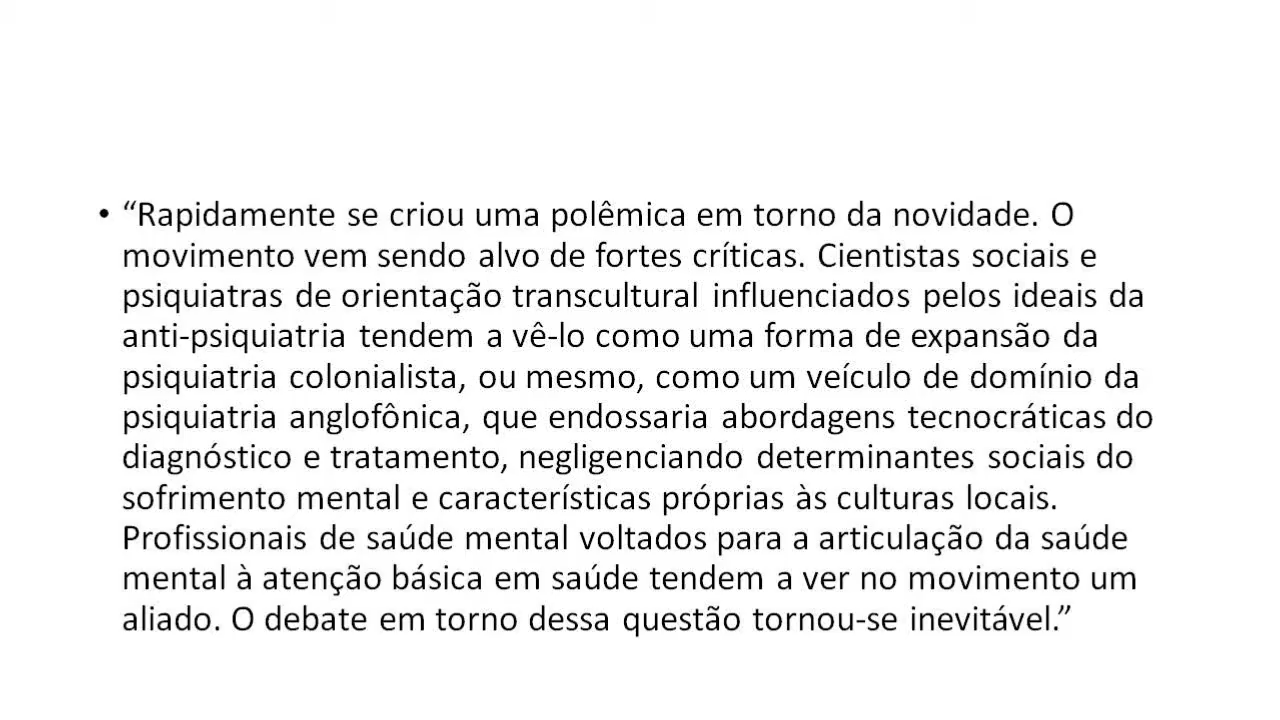 • “Rapidamente se criou uma polêmica em torno da novidade. O
movimento vem sendo alvo de fortes críticas. Cientistas sociais e
psiquiatras de orientação transcultural influenciados pelos ideais da
anti-psiquiatria tendem a vê-lo como uma forma de expansão da
psiquiatria colonialista, ou mesmo, como um veículo de domínio da
psiquiatria anglofônica, que endossaria abordagens tecnocráticas do
diagnóstico e tratamento, negligenciando determinantes sociais do
sofrimento mental e características próprias às culturas locais.
Profissionais de saúde mental voltados para a articulação da saúde
mental à atenção básica em saúde tendem a ver no movimento um
aliado. O debate em torno dessa questão tornou-se inevitável.”